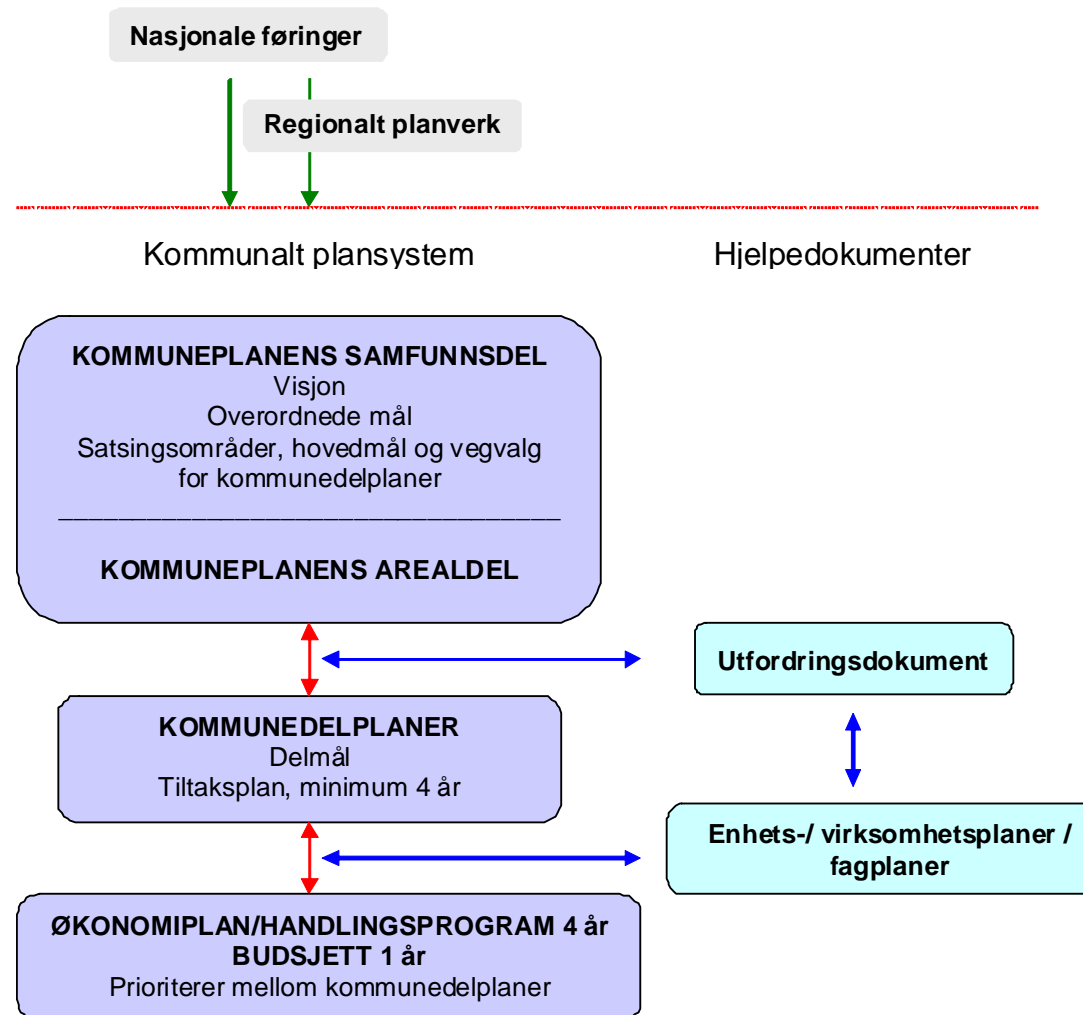 Nasjonale føringer
Regionalt planverk
Kommunalt plansystem
Hjelpedokumenter
KOMMUNEPLANENS SAMFUNNSDEL
Visjon
Overordnede mål
Satsingsområder, hovedmål og vegvalg
for kommunedelplaner
KOMMUNEPLANENS AREALDEL
Utfordringsdokument
KOMMUNEDELPLANER
Delmål
Tiltaksplan, minimum 4 år
Enhets-/ virksomhetsplaner /
fagplaner
ØKONOMIPLAN/HANDLINGSPROGRAM 4 år
BUDSJETT 1 år
Prioriterer mellom kommunedelplaner